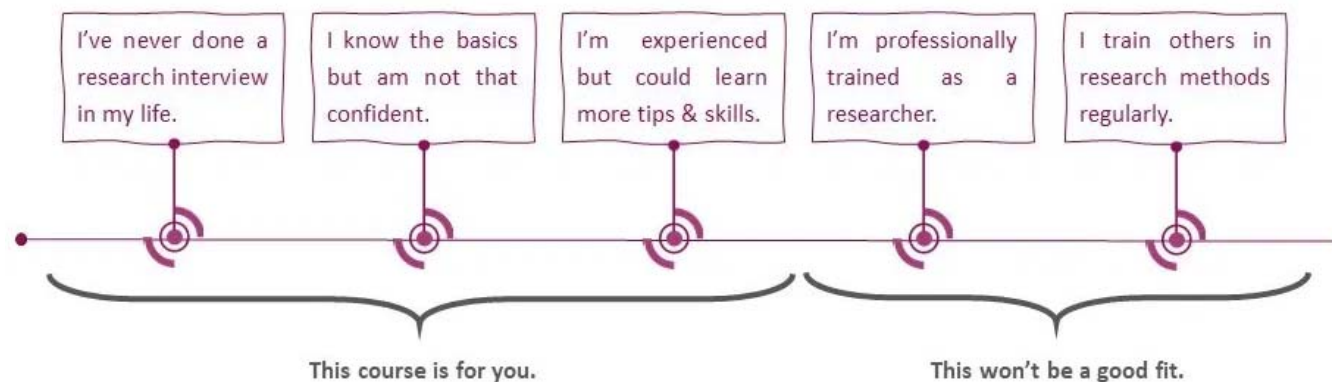 I've never done a
research interview
in my life.
I know the basics
but am not that
confident.
I'm experienced
but could learn
more tips & skills.
I'm professionally
trained as a
researcher.
I train others in
research methods
regularly.
This course is for you.
This won't be a good fit.